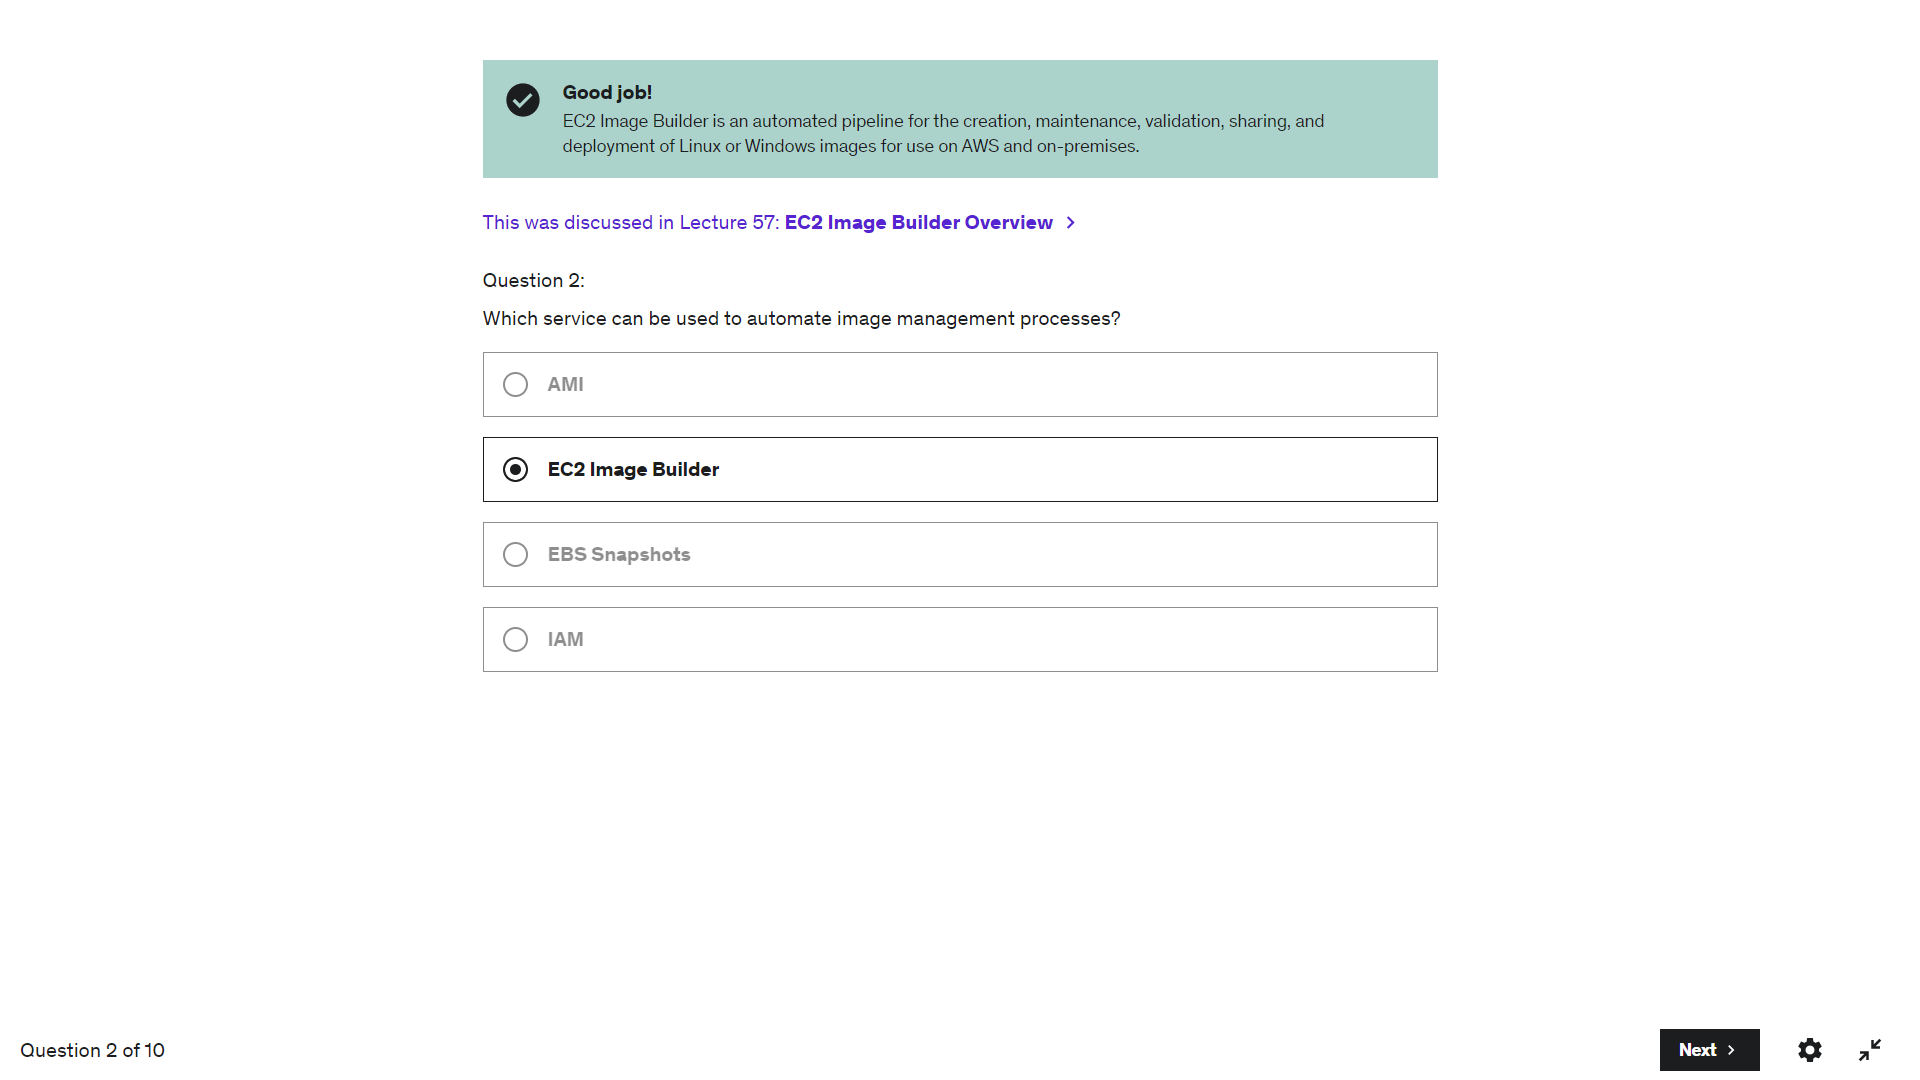 Good job!
EC2 Image Builder is an automated pipeline for the creation, maintenance, validation, sharing, and
deployment of Linux or Windows images for use on AWS and on-premises.
This was discussed in Lecture 57: EC2 Image Builder Overview
Question 2:
Which service can be used to automate image management processes?
AMI
EC2 Image Builder
EBS Snapshots
IAM
Question 2 of 10
Next